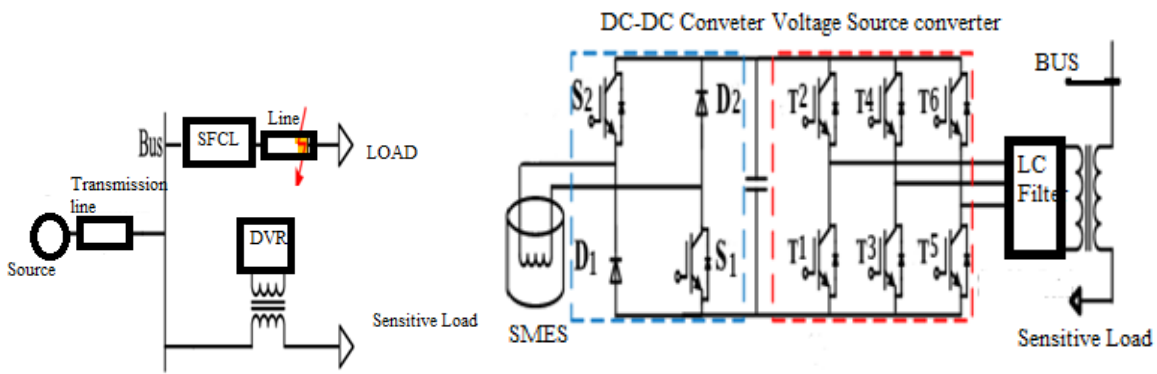 Bus
SFCL
Line
LOAD
Transmission
line
Source
DVR
Sensitive Load
DC-DC Conveter Voltage Source converter
S2
D2
T2
T4
T6
BUS
LC
Filter
D1
S1
T1
T3
T5
SMES
Sensitive Load